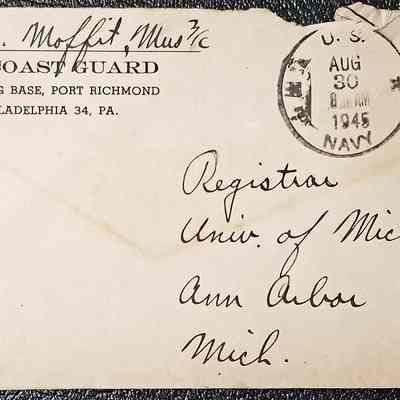 . Moffit, Mus 3/c
COAST GUARD
G BASE, PORT RICHMOND
LADELPHIA 34, PA.
U. S.
AUG
30
1945
NAVY
Registrar
Univ. of Mic
Ann Arbor
Mich.